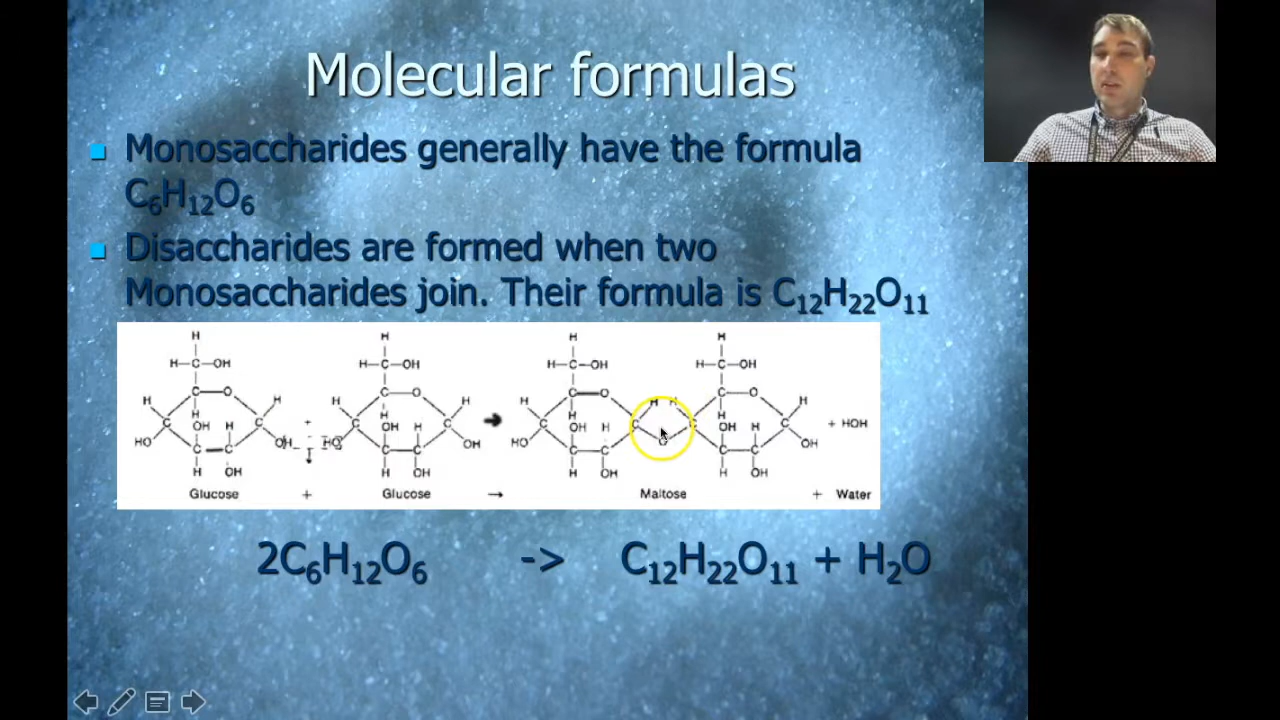 Molecular formulas
Monosaccharides generally have the formula
C₆H₁₂O₆
Disaccharides are formed when two
Monosaccharides join. Their formula is C₁₂H₂₂O₁₁
H H H H
H—C—OH H—C—OH H—C—OH H—C—OH
C—O C—O C—O C—O
H H H H H H H H
C H C + C H C C H C C H C
OH H OH H OH H OH H + HOH
HO OH HO OH HO O OH
C—C C—C C—C C—C
H OH H OH H OH H OH
Glucose + Glucose → Maltose + Water
2C₆H₁₂O₆ -> C₁₂H₂₂O₁₁ + H₂O